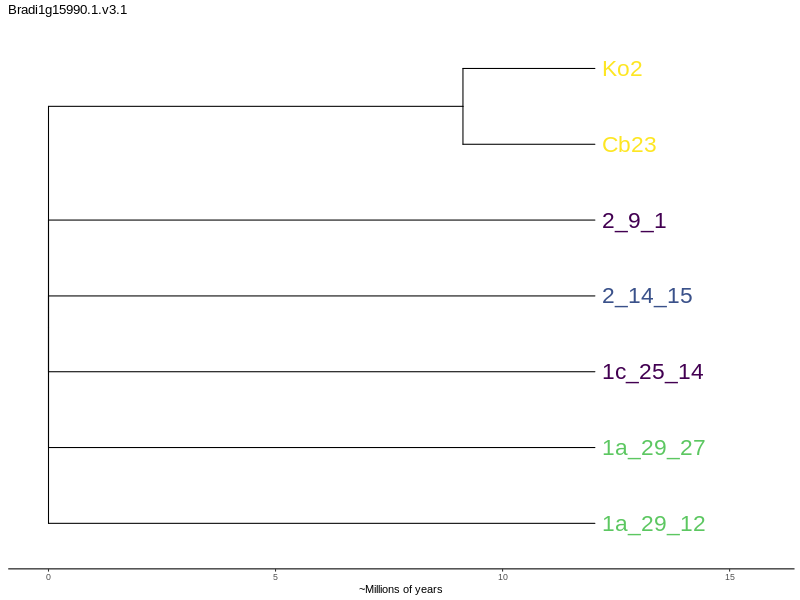 Bradi1g15990.1.v3.1
Ko2
Cb23
2_9_1
2_14_15
1c_25_14
1a_29_27
1a_29_12
0 5 10 15
~Millions of years